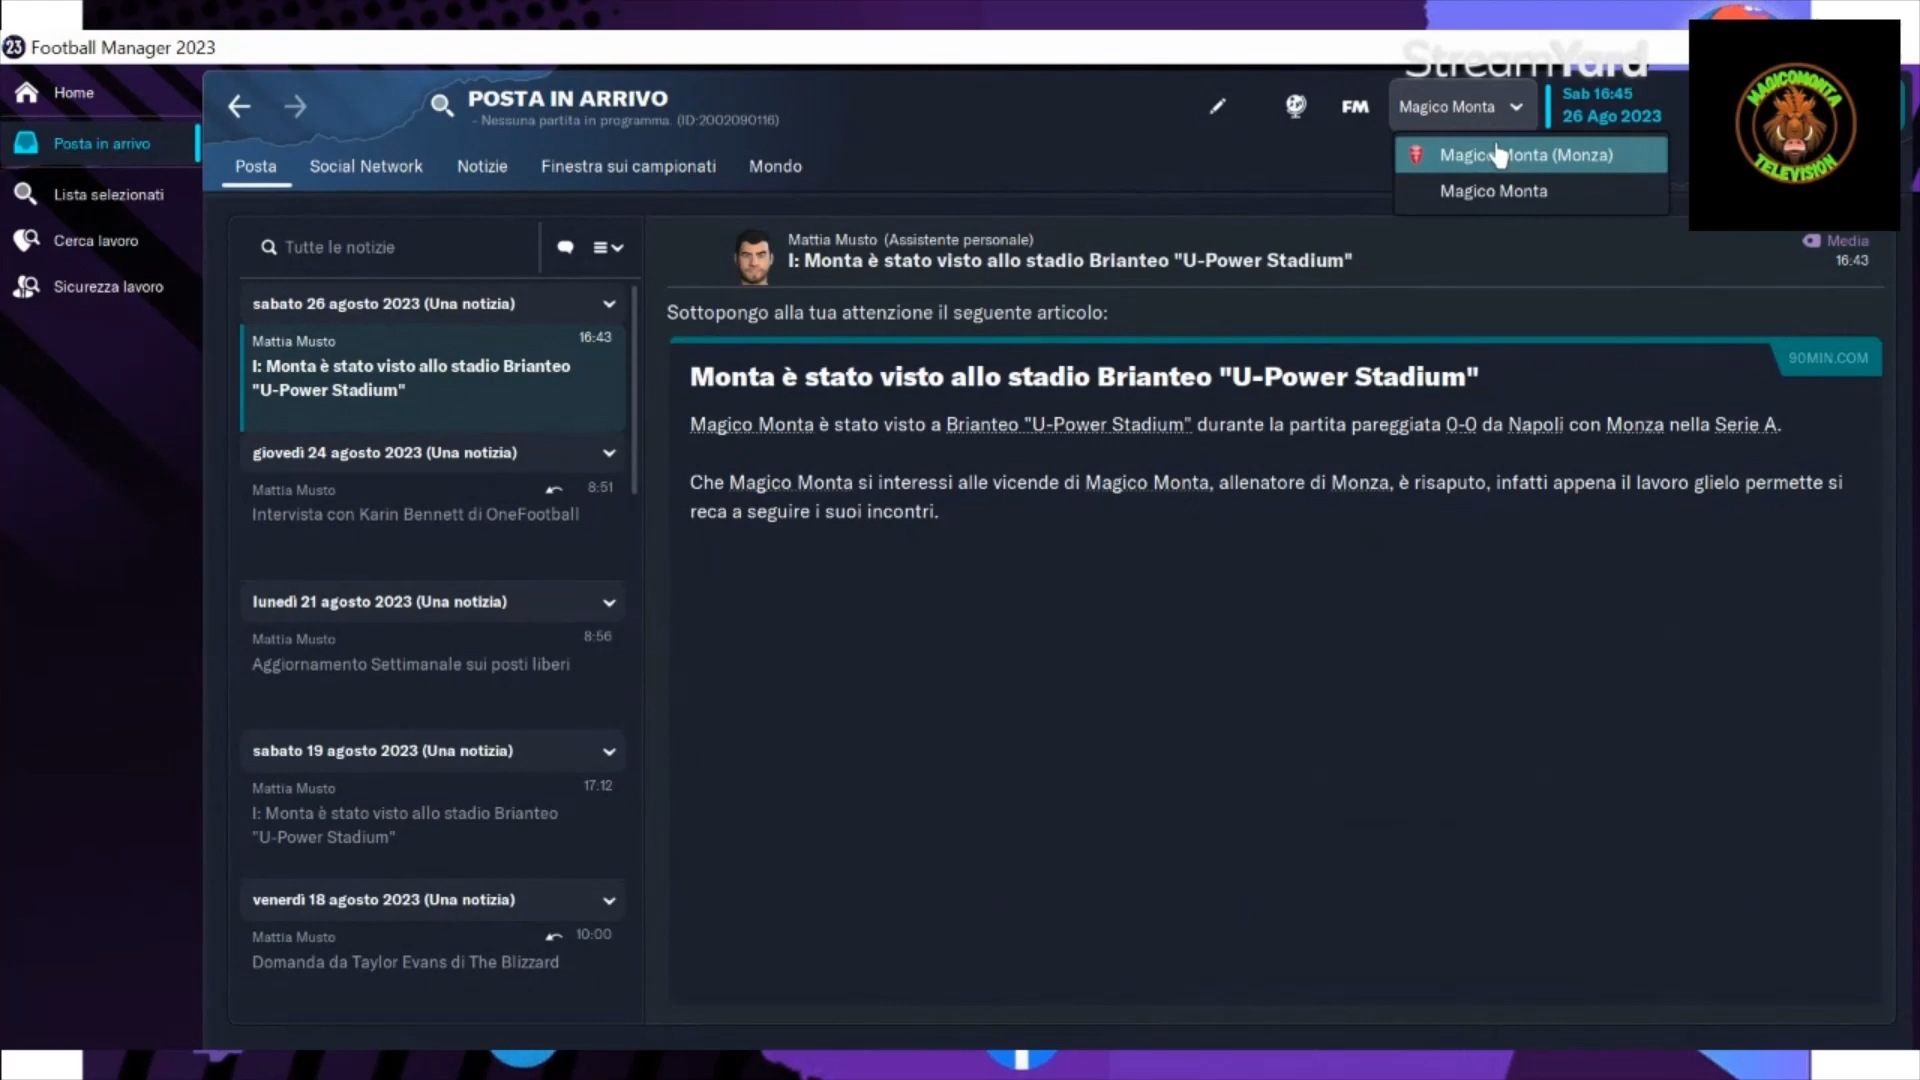 23 Football Manager 2023
StreamYard
Home
Posta in arrivo
Lista selezionati
Cerca lavoro
Sicurezza lavoro
POSTA IN ARRIVO
- Nessuna partita in programma. (ID:2002090116)
FM
Magico Monta
Sab 16:45
26 Ago 2023
Magico Monta (Monza)
Magico Monta
MAGICOMONTA
TELEVISION
Posta
Social Network
Notizie
Finestra sui campionati
Mondo
Tutte le notizie
sabato 26 agosto 2023 (Una notizia)
Mattia Musto 16:43
I: Monta è stato visto allo stadio Brianteo
"U-Power Stadium"
giovedì 24 agosto 2023 (Una notizia)
Mattia Musto 8:51
Intervista con Karin Bennett di OneFootball
lunedì 21 agosto 2023 (Una notizia)
Mattia Musto 8:56
Aggiornamento Settimanale sui posti liberi
sabato 19 agosto 2023 (Una notizia)
Mattia Musto 17:12
I: Monta è stato visto allo stadio Brianteo
"U-Power Stadium"
venerdì 18 agosto 2023 (Una notizia)
Mattia Musto 10:00
Domanda da Taylor Evans di The Blizzard
Mattia Musto (Assistente personale)
I: Monta è stato visto allo stadio Brianteo "U-Power Stadium"
Media
16:43
Sottopongo alla tua attenzione il seguente articolo:
90MIN.COM
Monta è stato visto allo stadio Brianteo "U-Power Stadium"
Magico Monta è stato visto a Brianteo "U-Power Stadium" durante la partita pareggiata 0-0 da Napoli con Monza nella Serie A.
Che Magico Monta si interessi alle vicende di Magico Monta, allenatore di Monza, è risaputo, infatti appena il lavoro glielo permette si
reca a seguire i suoi incontri.